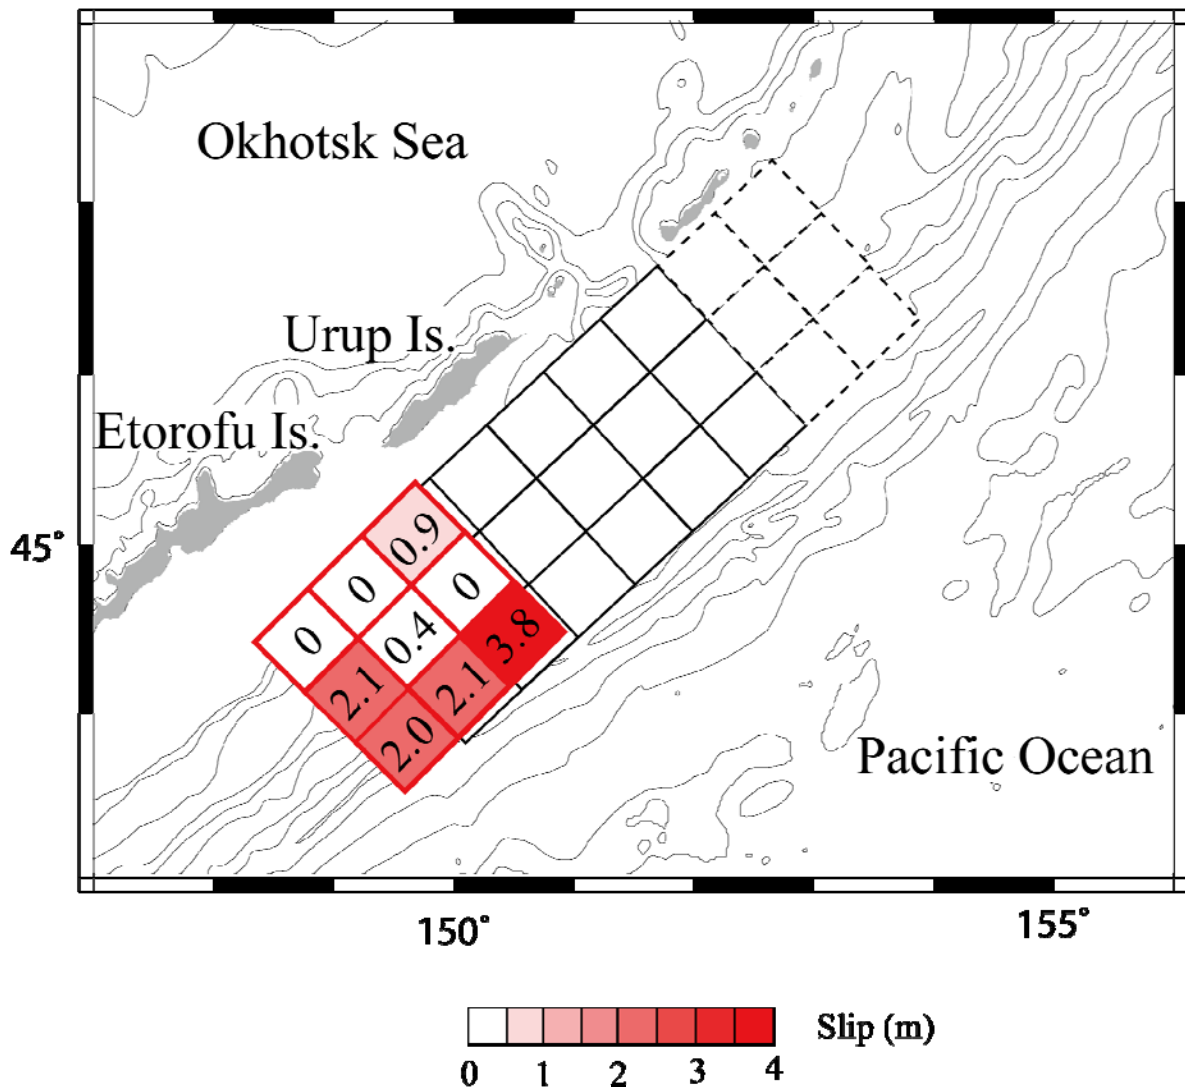 Okhotsk Sea
Urup Is.
Etorofu Is.
45°
0.9
0
0
0
0.4
3.8
2.1
2.1
2.0
Pacific Ocean
150°
155°
Slip (m)
0 1 2 3 4